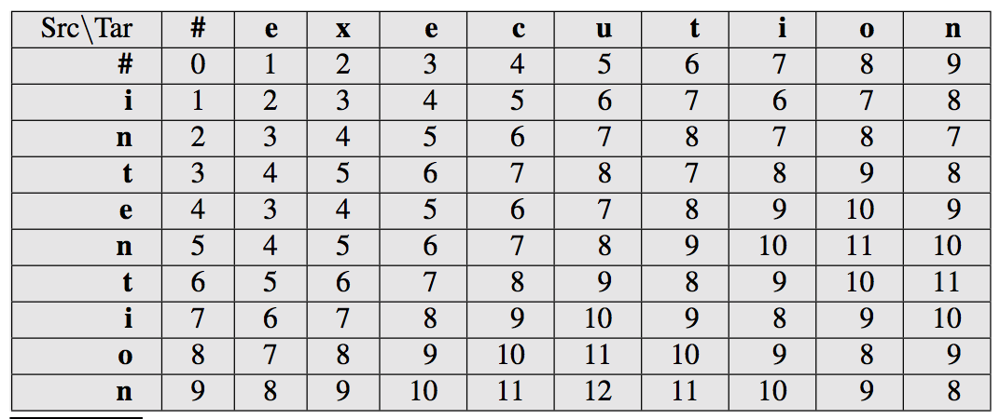 Src\Tar # e x e c u t i o n
# 0 1 2 3 4 5 6 7 8 9
i 1 2 3 4 5 6 7 6 7 8
n 2 3 4 5 6 7 8 7 8 7
t 3 4 5 6 7 8 7 8 9 8
e 4 3 4 5 6 7 8 9 10 9
n 5 4 5 6 7 8 9 10 11 10
t 6 5 6 7 8 9 8 9 10 11
i 7 6 7 8 9 10 9 8 9 10
o 8 7 8 9 10 11 10 9 8 9
n 9 8 9 10 11 12 11 10 9 8